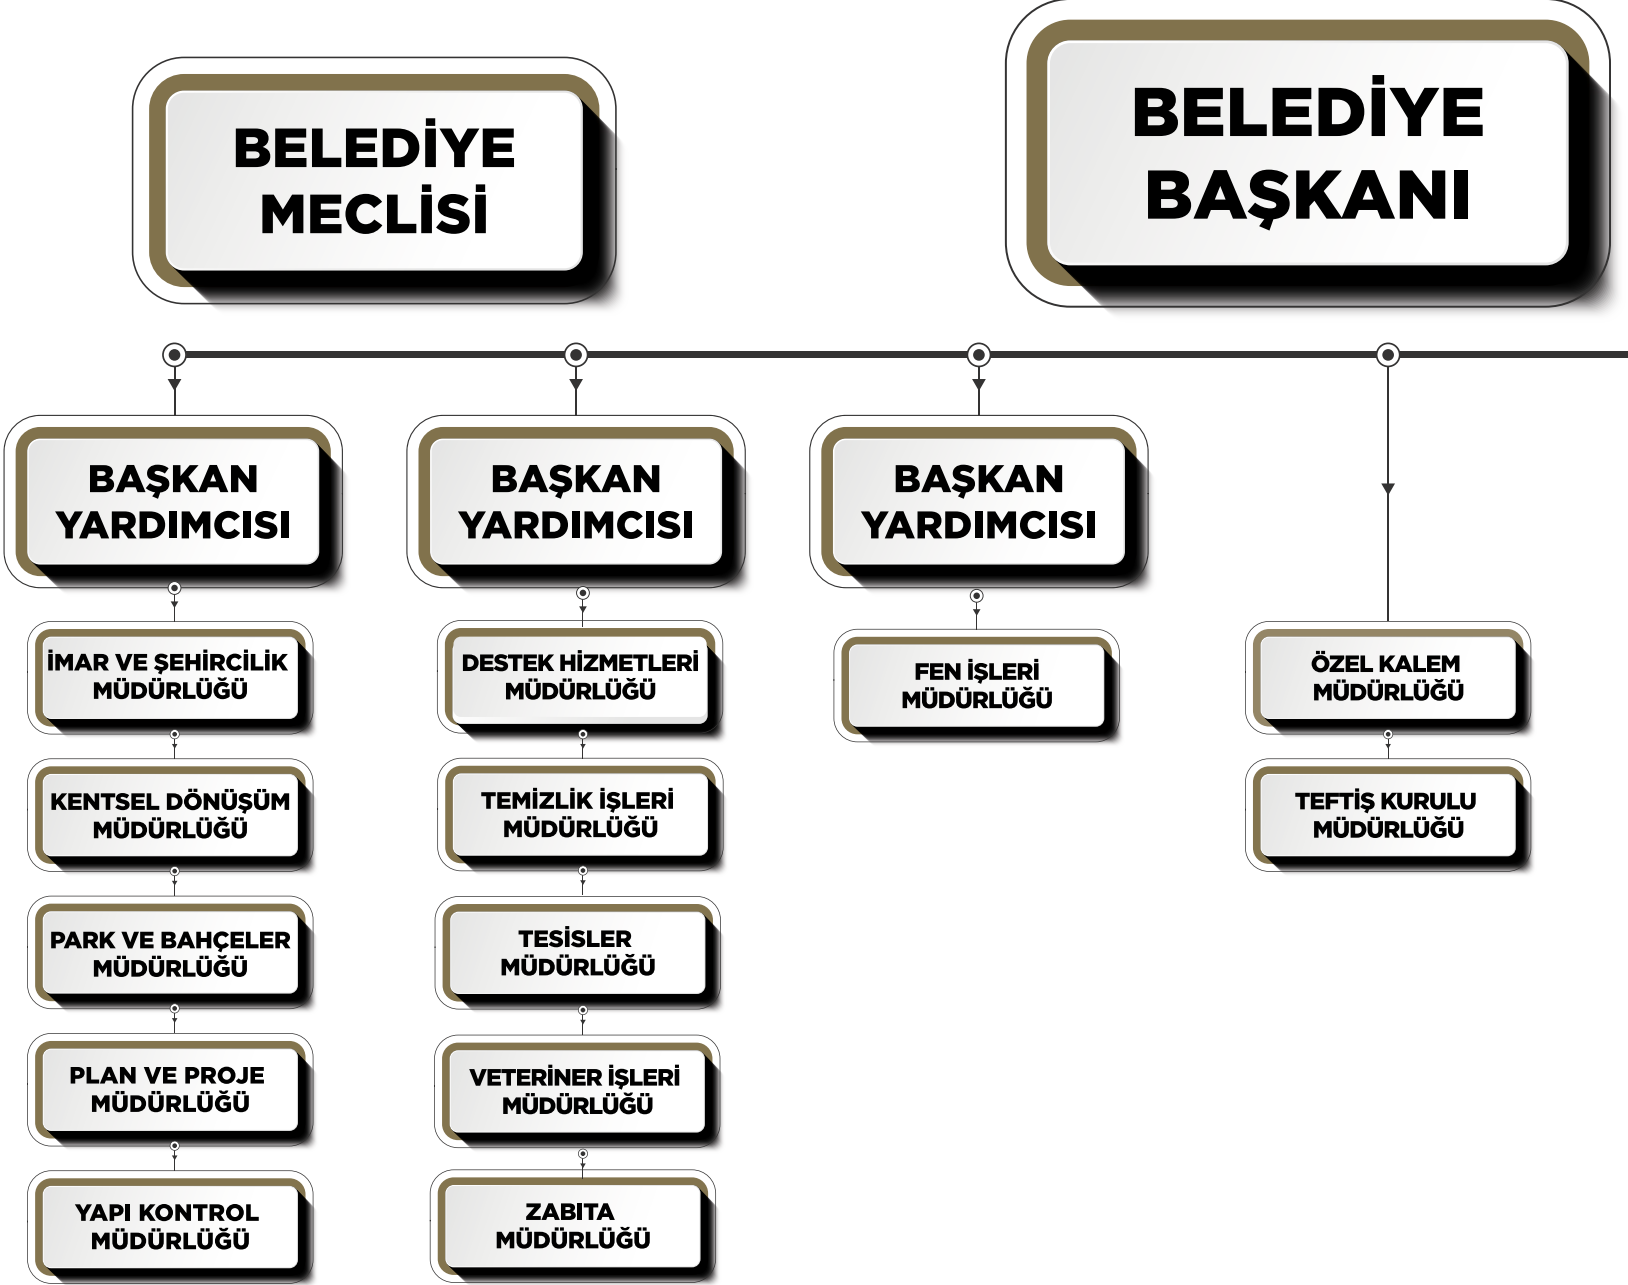 BELEDİYE
MECLİSİ
BELEDİYE
BAŞKANI
BAŞKAN
YARDIMCISI
İMAR VE ŞEHİRCİLİK
MÜDÜRLÜĞÜ
KENTSEL DÖNÜŞÜM
MÜDÜRLÜĞÜ
PARK VE BAHÇELER
MÜDÜRLÜĞÜ
PLAN VE PROJE
MÜDÜRLÜĞÜ
YAPI KONTROL
MÜDÜRLÜĞÜ
BAŞKAN
YARDIMCISI
DESTEK HİZMETLERİ
MÜDÜRLÜĞÜ
TEMİZLİK İŞLERİ
MÜDÜRLÜĞÜ
TESİSLER
MÜDÜRLÜĞÜ
VETERİNER İŞLERİ
MÜDÜRLÜĞÜ
ZABITA
MÜDÜRLÜĞÜ
BAŞKAN
YARDIMCISI
FEN İŞLERİ
MÜDÜRLÜĞÜ
ÖZEL KALEM
MÜDÜRLÜĞÜ
TEFTİŞ KURULU
MÜDÜRLÜĞÜ